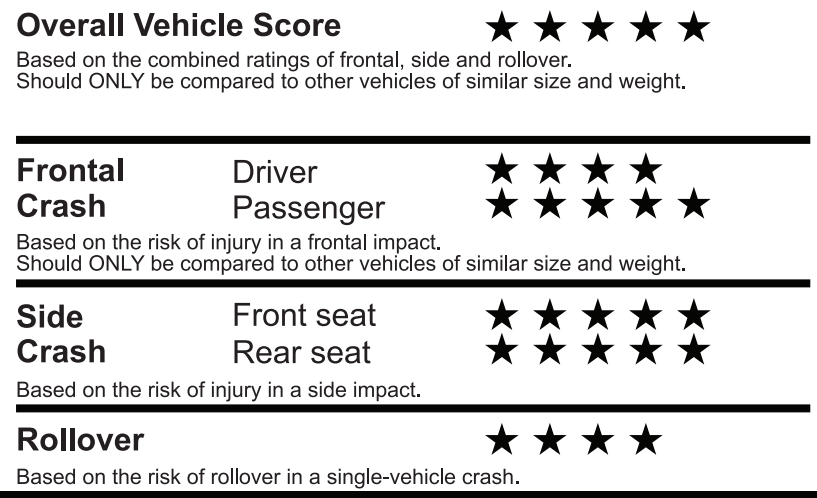 Overall Vehicle Score ★ ★ ★ ★ ★
Based on the combined ratings of frontal, side and rollover.
Should ONLY be compared to other vehicles of similar size and weight.
Frontal Driver ★ ★ ★ ★
Crash Passenger ★ ★ ★ ★ ★
Based on the risk of injury in a frontal impact.
Should ONLY be compared to other vehicles of similar size and weight.
Side Front seat ★ ★ ★ ★ ★
Crash Rear seat ★ ★ ★ ★ ★
Based on the risk of injury in a side impact.
Rollover ★ ★ ★ ★
Based on the risk of rollover in a single-vehicle crash.